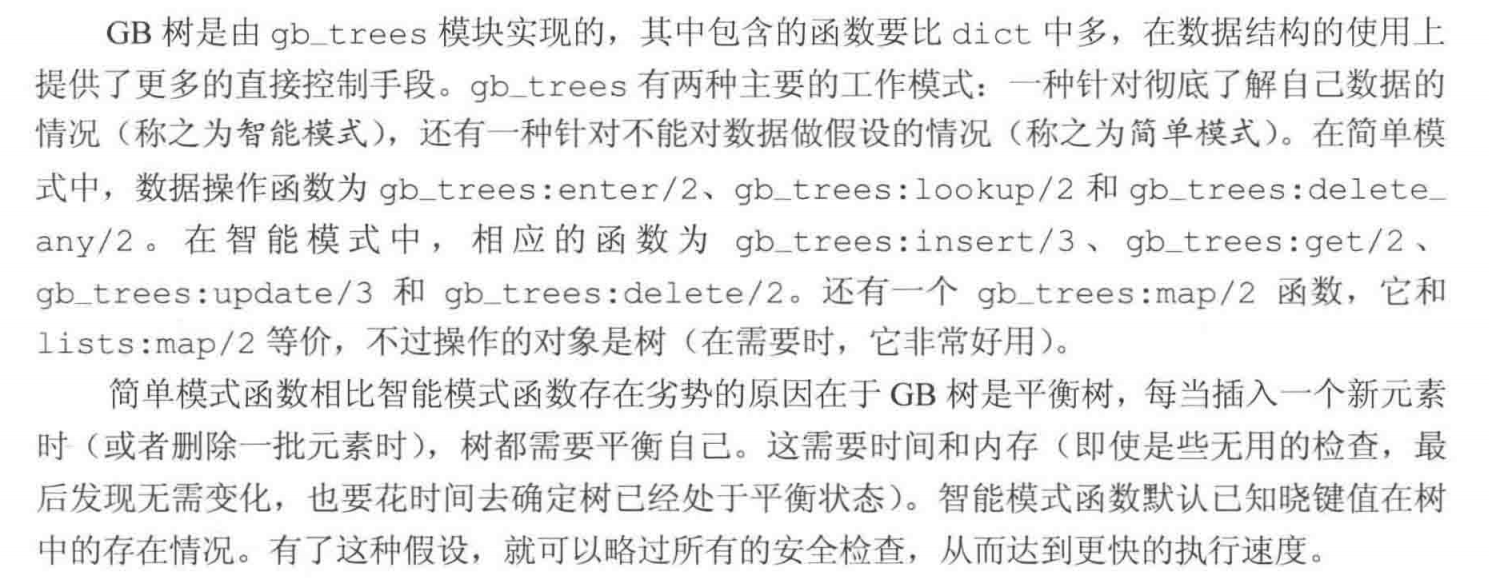 GB 树是由 gb_trees 模块实现的，其中包含的函数要比 dict 中多，在数据结构的使用上
提供了更多的直接控制手段。gb_trees 有两种主要的工作模式：一种针对彻底了解自己数据的
情况（称之为智能模式），还有一种针对不能对数据做假设的情况（称之为简单模式）。在简单模
式中，数据操作函数为 gb_trees:enter/2、gb_trees:lookup/2 和 gb_trees:delete_
any/2。在智能模式中，相应的函数为 gb_trees:insert/3、gb_trees:get/2、
gb_trees:update/3 和 gb_trees:delete/2。还有一个 gb_trees:map/2 函数，它和
lists:map/2 等价，不过操作的对象是树（在需要时，它非常好用）。
简单模式函数相比智能模式函数存在劣势的原因在于 GB 树是平衡树，每当插入一个新元素
时（或者删除一批元素时），树都需要平衡自己。这需要时间和内存（即使是些无用的检查，最
后发现无需变化，也要花时间去确定树已经处于平衡状态）。智能模式函数默认已知晓键值在树
中的存在情况。有了这种假设，就可以略过所有的安全检查，从而达到更快的执行速度。